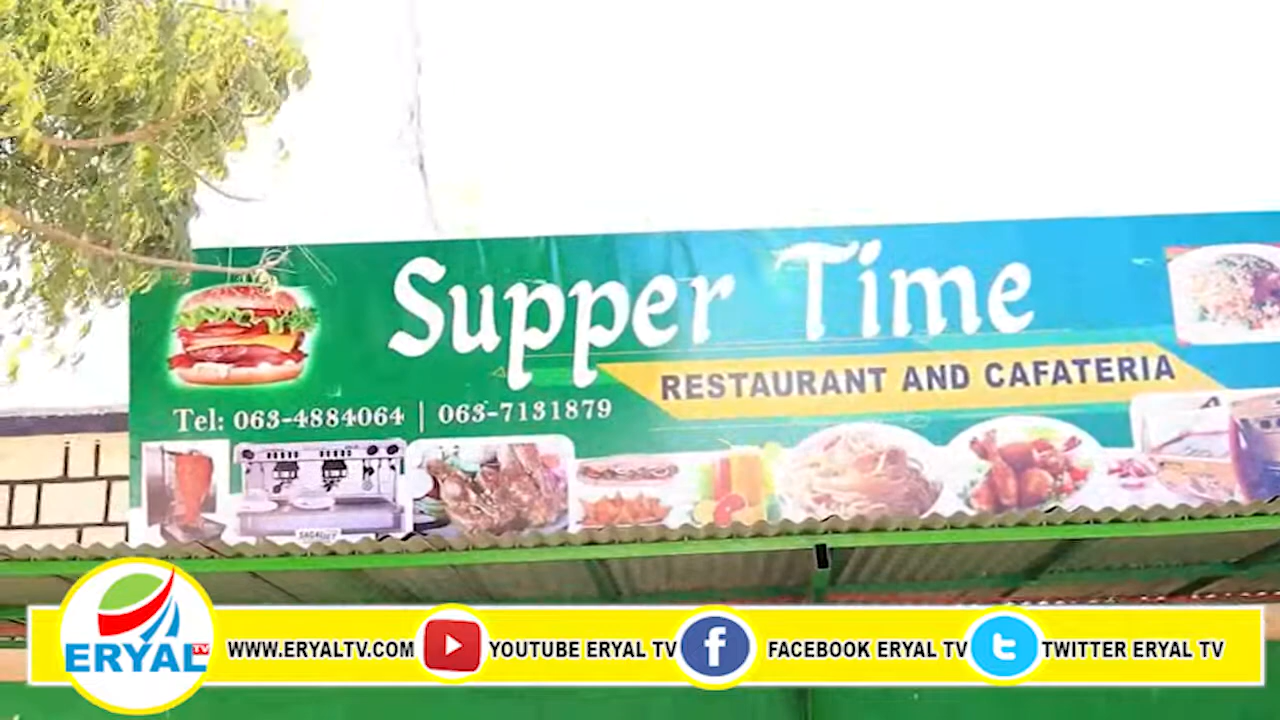 Supper Time
RESTAURANT AND CAFATERIA
Tel: 063-4884064 | 063-7131879
ERYAL TV
WWW.ERYALTV.COM
YOUTUBE ERYAL TV
FACEBOOK ERYAL TV
TWITTER ERYAL TV